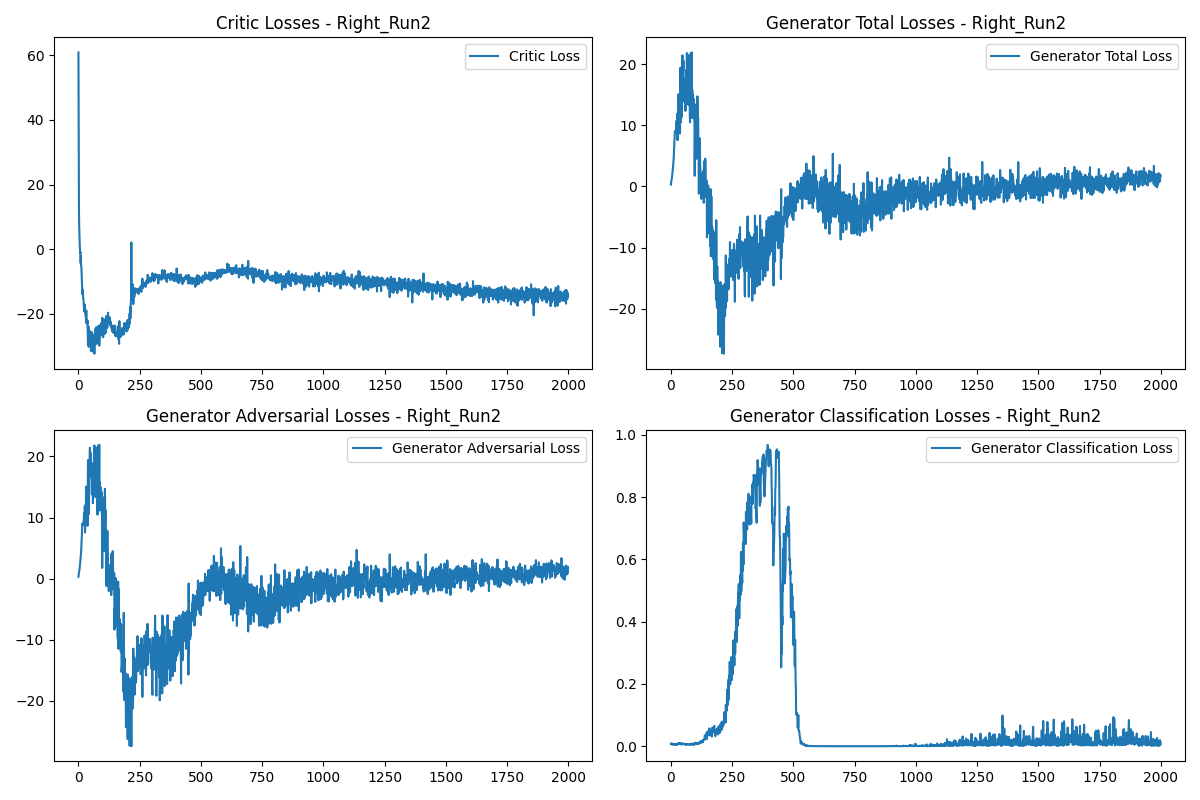 Critic Losses - Right_Run2
Critic Loss
60
40
20
0
−20
0 250 500 750 1000 1250 1500 1750 2000
Generator Total Losses - Right_Run2
Generator Total Loss
20
10
0
−10
−20
0 250 500 750 1000 1250 1500 1750 2000
Generator Adversarial Losses - Right_Run2
Generator Adversarial Loss
20
10
0
−10
−20
0 250 500 750 1000 1250 1500 1750 2000
Generator Classification Losses - Right_Run2
Generator Classification Loss
1.0
0.8
0.6
0.4
0.2
0.0
0 250 500 750 1000 1250 1500 1750 2000